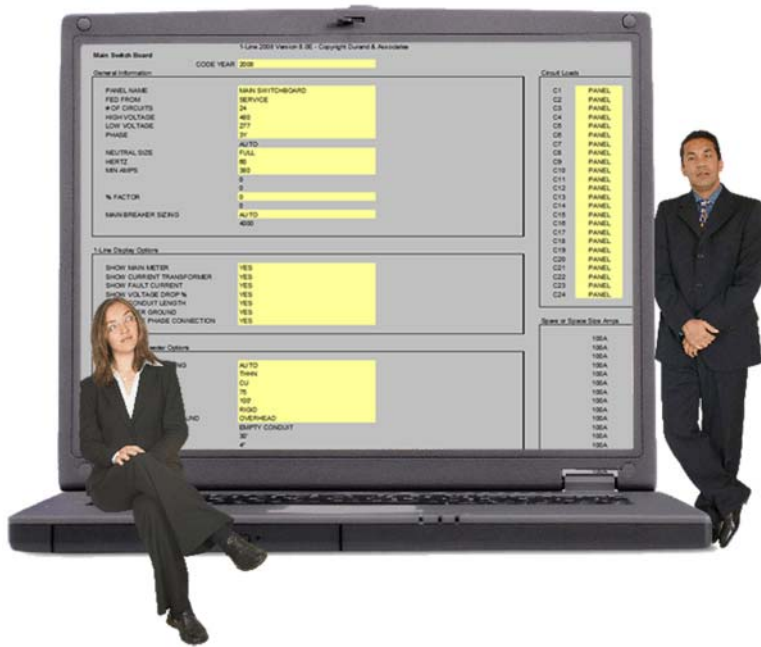 1-Line 2008 Version 8.0E - Copyright Durand & Associates
Main Switch Board
CODE YEAR 2008
General Information
PANEL NAME MAIN SWITCHBOARD
FED FROM SERVICE
# OF CIRCUITS 24
HIGH VOLTAGE 480
LOW VOLTAGE 277
PHASE 3Y
AUTO
NEUTRAL SIZE FULL
HERTZ 60
MIN AMPS 380
0
0
% FACTOR 0
0
MAIN BREAKER SIZING AUTO
4000
1-Line Display Options
SHOW MAIN METER YES
SHOW CURRENT TRANSFORMER YES
SHOW FAULT CURRENT YES
SHOW VOLTAGE DROP % YES
CONDUIT LENGTH YES
ER GROUND YES
PHASE CONNECTION YES
eeder Options
NG AUTO
THHN
CU
75
100'
RIGID
OUND OVERHEAD
EMPTY CONDUIT
30'
4"
Circuit Loads
C1 PANEL
C2 PANEL
C3 PANEL
C4 PANEL
C5 PANEL
C6 PANEL
C7 PANEL
C8 PANEL
C9 PANEL
C10 PANEL
C11 PANEL
C12 PANEL
C13 PANEL
C14 PANEL
C15 PANEL
C16 PANEL
C17 PANEL
C18 PANEL
C19 PANEL
C20 PANEL
C21 PANEL
C22 PANEL
C23 PANEL
C24 PANEL
Spare or Space Size Amps
100A
100A
100A
100A
100A
100A
100A
100A
100A
100A
100A
100A